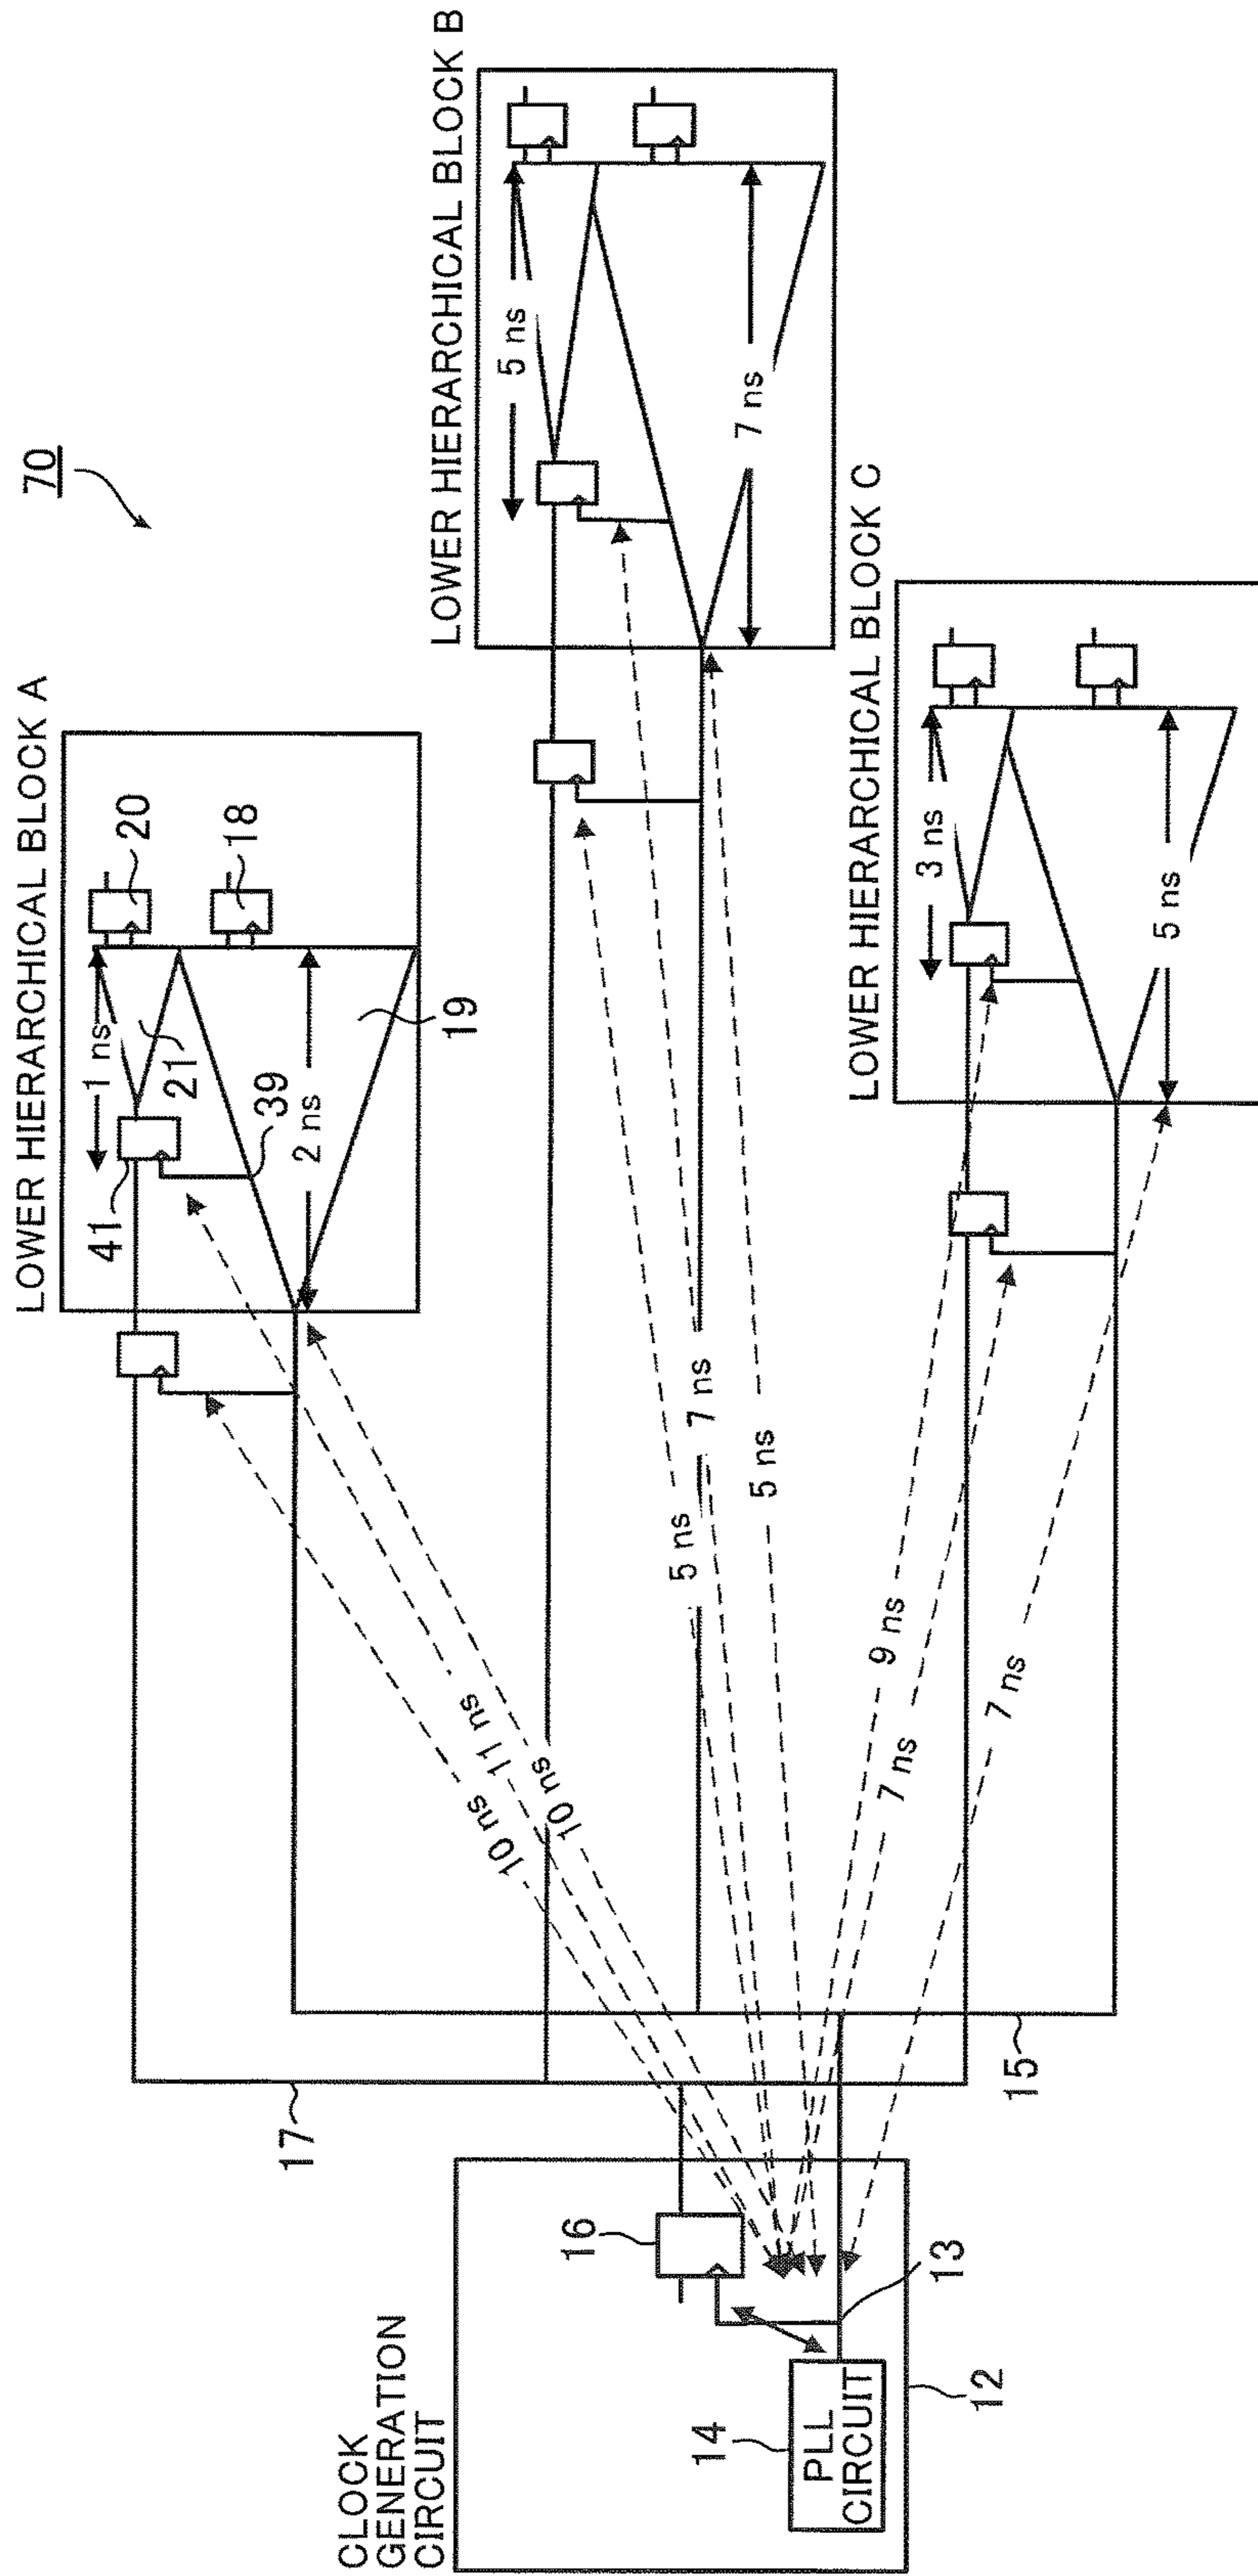 70
LOWER HIERARCHICAL BLOCK A
1 ns
20
41
21
18
39
2 ns
19
LOWER HIERARCHICAL BLOCK B
5 ns
7 ns
LOWER HIERARCHICAL BLOCK C
3 ns
5 ns
10 ns
11 ns
10 ns
5 ns
7 ns
5 ns
9 ns
7 ns
7 ns
17
15
CLOCK
GENERATION
CIRCUIT
16
13
14
PLL
CIRCUIT
12